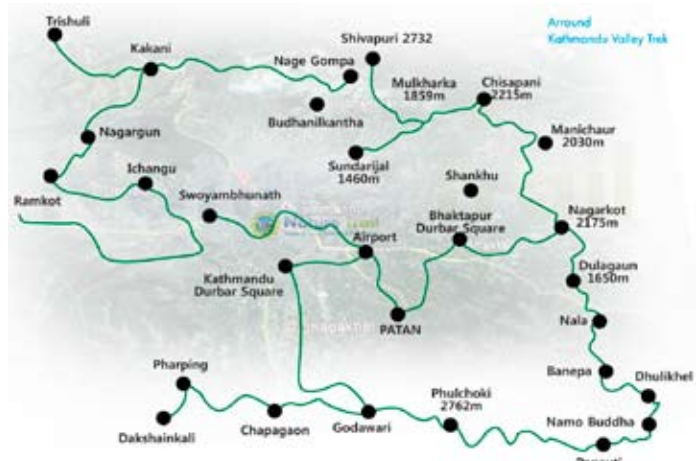 Arround
Kathmandu Valley Trek
Trishuli
Kakani
Nage Gompa
Shivapuri 2732
Mulkharka
1859m
Chisapani
2215m
Budhanilkantha
Manichaur
2030m
Nagargun
Ichangu
Sundarijal
1460m
Shankhu
Ramkot
Swoyambhunath
Bhaktapur
Durbar Square
Nagarkot
2175m
Airport
Kathmandu
Durbar Square
Dulagaun
1650m
PATAN
Nala
Banepa
Dhulikhel
Pharping
Phulchoki
2762m
Namo Buddha
Dakshainkali
Chapagaon
Godawari